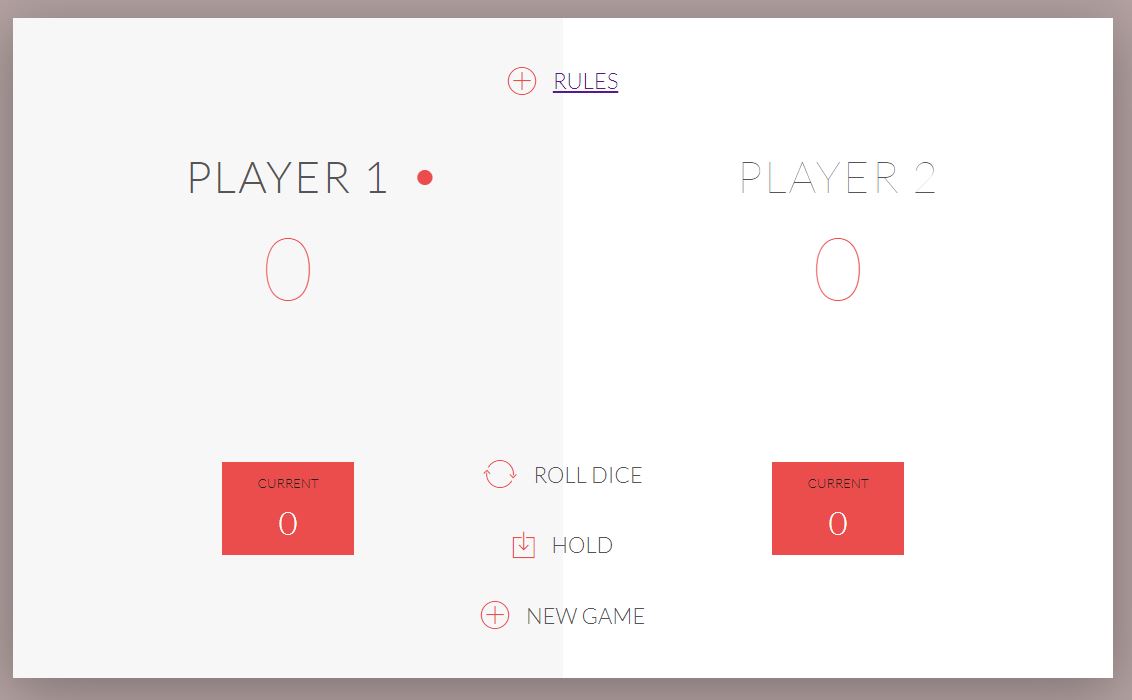 RULES
PLAYER 1
PLAYER 2
0
0
CURRENT
0
ROLL DICE
HOLD
NEW GAME
CURRENT
0